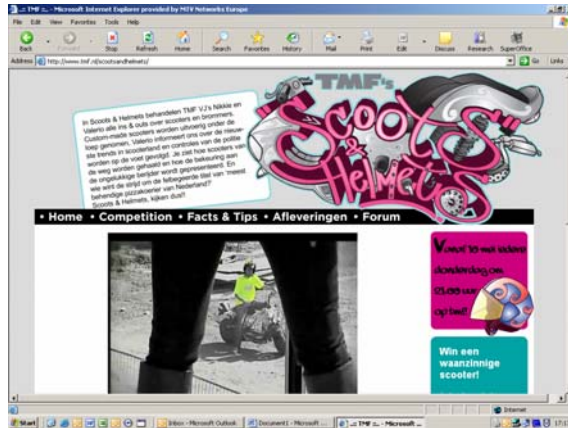 .:: TMF ::.. - Microsoft Internet Explorer provided by MTV Networks Europe
File Edit View Favorites Tools Help
Back Forward Stop Refresh Home Search Favorites History Mail Print Edit Discuss Research SuperOffice
Address http://www.tmf.nl/scootsandhelmets/ Go Links
TMF's
SCOOTS
&
HELMETS
In Scoots & Helmets behandelen TMF VJ's Nikkie en
Valerio alle ins & outs over scooters en brommers.
Custom-made scooters worden uitvoerig onder de
loep genomen, Valerio informeert ons over de nieuw-
ste trends in scooterland en controles van de politie
worden op de voet gevolgd. Je ziet hoe scooters van
de weg worden gehaald en hoe de bekeuring aan
de ongelukkige berijder wordt gepresenteerd. En
wie wint de strijd om de felbegeerde titel van 'meest
behendige pizzakoerier van Nederland'?
Scoots & Helmets, kijken dus!!
• Home • Competition • Facts & Tips • Afleveringen • Forum
Vanaf 18 mei iedere
donderdag om
21.00 uur
op tmf!
Win een
waanzinnige
scooter!
Internet
Start Inbox - Microsoft Outlook Document1 - Microsoft ... .:: TMF ::.. - Microsoft ... 17:13